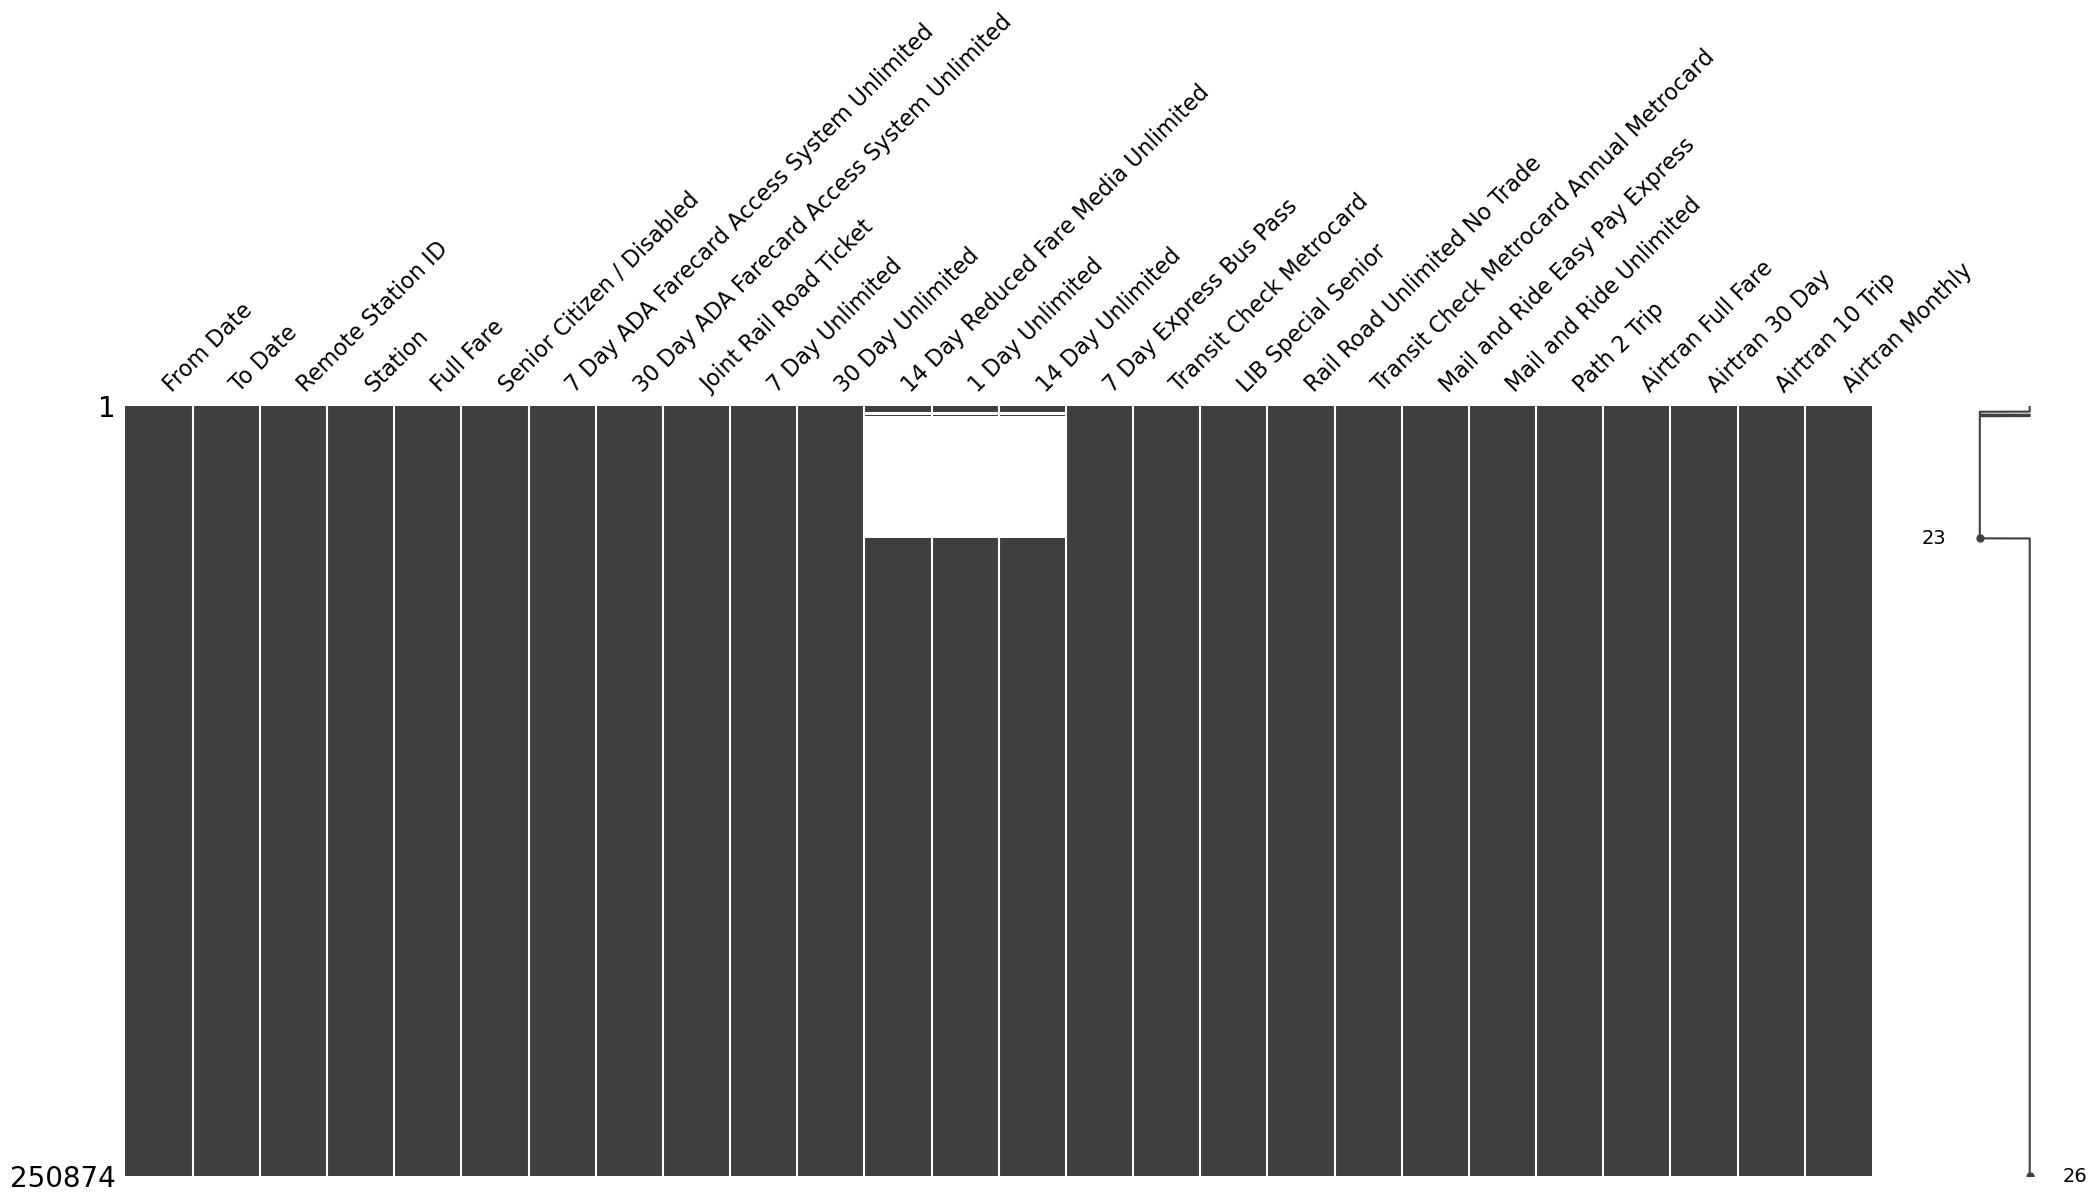 From Date
To Date
Remote Station ID
Station
Full Fare
Senior Citizen / Disabled
7 Day ADA Farecard Access System Unlimited
30 Day ADA Farecard Access System Unlimited
Joint Rail Road Ticket
7 Day Unlimited
30 Day Unlimited
14 Day Reduced Fare Media Unlimited
1 Day Unlimited
14 Day Unlimited
7 Day Express Bus Pass
Transit Check Metrocard
LIB Special Senior
Rail Road Unlimited No Trade
Transit Check Metrocard Annual Metrocard
Mail and Ride Easy Pay Express
Mail and Ride Unlimited
Path 2 Trip
Airtran Full Fare
Airtran 30 Day
Airtran 10 Trip
Airtran Monthly
1
23
250874
26